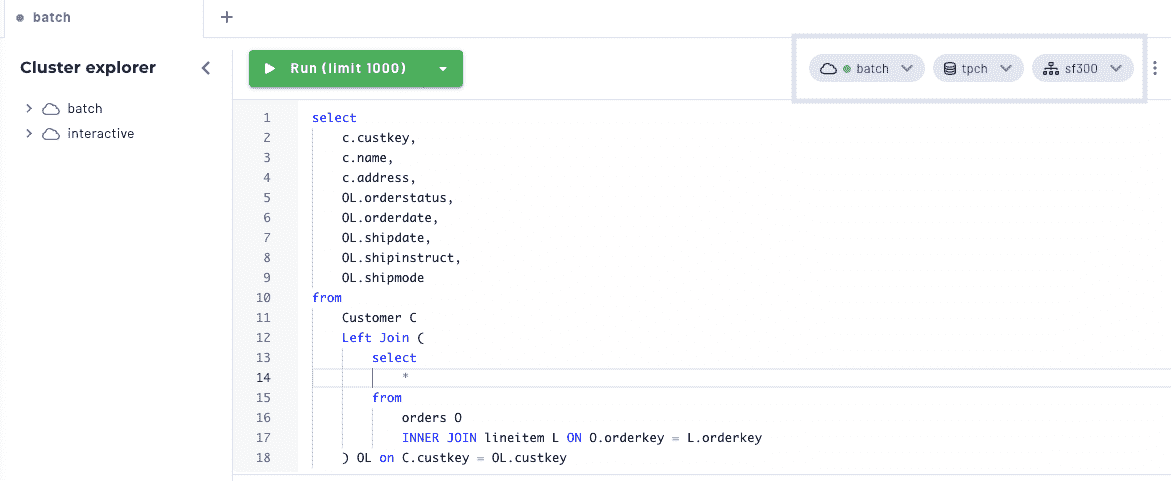 batch
+
Cluster explorer
batch
interactive
Run (limit 1000)
batch tpch sf300
1 select
2 c.custkey,
3 c.name,
4 c.address,
5 OL.orderstatus,
6 OL.orderdate,
7 OL.shipdate,
8 OL.shipinstruct,
9 OL.shipmode
10 from
11 Customer C
12 Left Join (
13 select
14 *
15 from
16 orders O
17 INNER JOIN lineitem L ON O.orderkey = L.orderkey
18 ) OL on C.custkey = OL.custkey